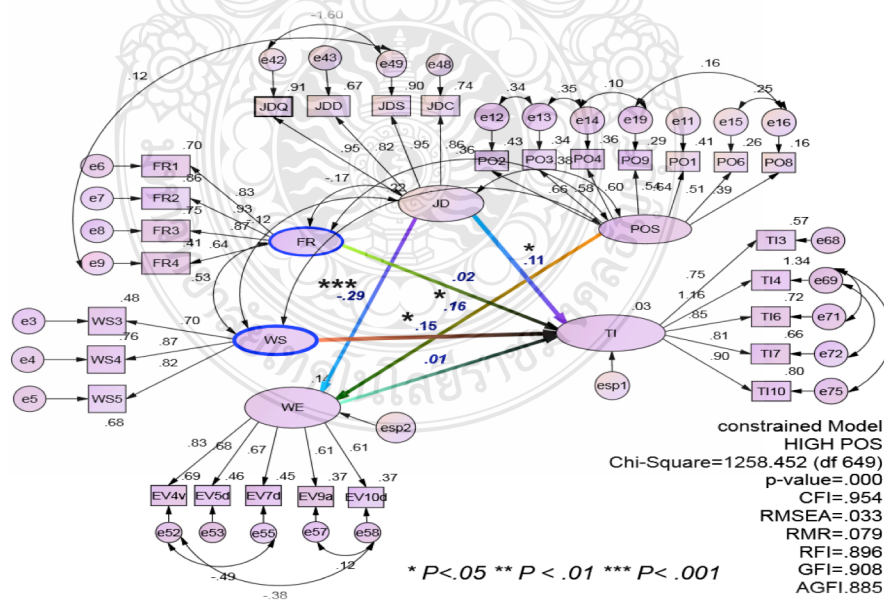 -1.60
.12
e42
e43
e49
e48
.91
.67
.90
.74
JDQ
JDD
JDS
JDC
.95
.82
.95
.86
.34
.35
.10
.16
.25
e12
e13
e14
e19
e11
e15
e16
.43
.34
.36
.29
.41
.26
.16
PO2
PO3
PO4
PO9
PO1
PO6
PO8
.36
.38
.66
.58
.60
.54
.64
.51
.39
e6
FR1
.70
e7
FR2
.86
e8
FR3
.75
e9
FR4
.41
.83
.93
.87
.64
-.12
-.17
.22
.53
JD
FR
POS
WS
TI
WE
.03
.14
esp1
esp2
***
-.29
.02
*
.11
*
.16
*
.15
.01
e3
WS3
.48
e4
WS4
.76
e5
WS5
.68
.70
.87
.82
.57
TI3
e68
1.34
TI4
e69
.72
TI6
e71
.66
TI7
e72
.80
TI10
e75
.75
1.16
.85
.81
.90
.83
.68
.67
.61
.61
.69
.46
.45
.37
.37
EV4v
EV5d
EV7d
EV9a
EV10d
e52
e53
e55
e57
e58
-.49
.12
-.38
constrained Model
HIGH POS
Chi-Square=1258.452 (df 649)
p-value=.000
CFI=.954
RMSEA=.033
RMR=.079
RFI=.896
GFI=.908
AGFI.885
* P<.05 ** P < .01 *** P< .001